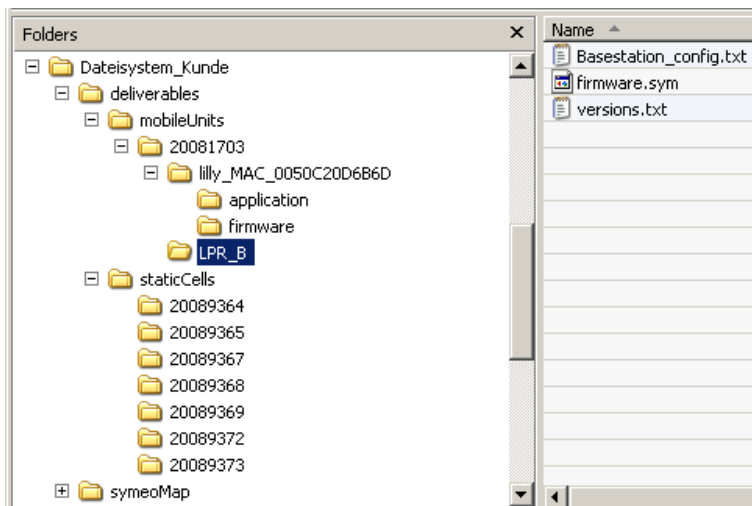 Folders
Dateisystem_Kunde
deliverables
mobileUnits
20081703
lilly_MAC_0050C20D6B6D
application
firmware
LPR_B
staticCells
20089364
20089365
20089367
20089368
20089369
20089372
20089373
symeoMap
Name
Basestation_config.txt
firmware.sym
versions.txt